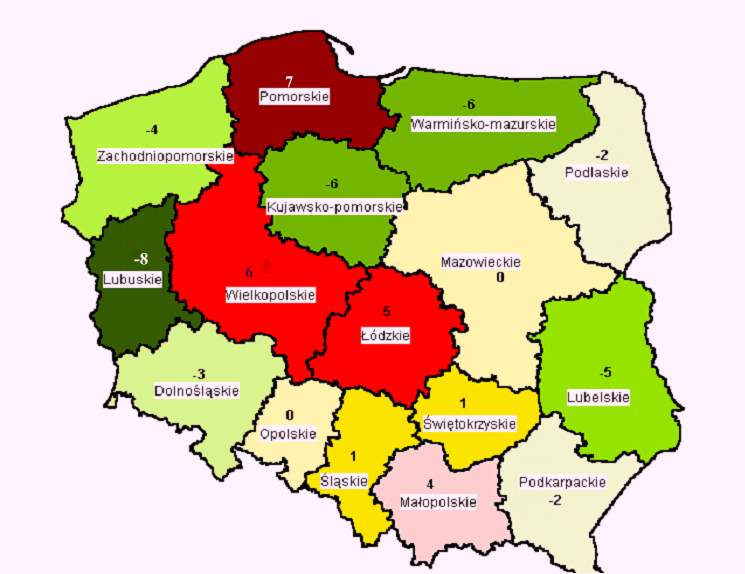 7
Pomorskie
-6
Warmińsko-mazurskie
-4
Zachodniopomorskie
-2
Podlaskie
-6
Kujawsko-pomorskie
-8
Lubuskie
Mazowieckie
0
6
Wielkopolskie
5
Łódzkie
-3
Dolnośląskie
-5
Lubelskie
0
Opolskie
1
Świętokrzyskie
1
Śląskie
4
Małopolskie
Podkarpackie
-2